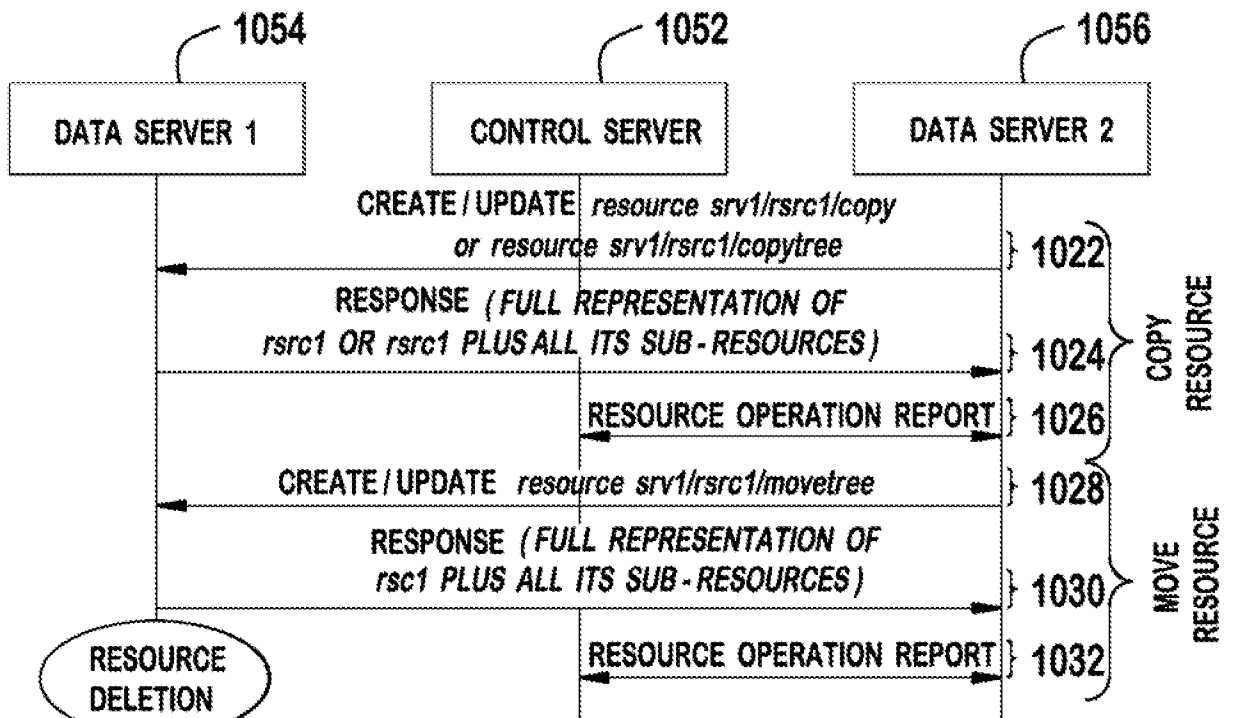 1054
1052
1056
DATA SERVER 1
CONTROL SERVER
DATA SERVER 2
CREATE / UPDATE resource srv1/rsrc1/copy
or resource srv1/rsrc1/copytree
1022
RESPONSE (FULL REPRESENTATION OF
rsrc1 OR rsrc1 PLUS ALL ITS SUB-RESOURCES)
1024
COPY
RESOURCE
RESOURCE OPERATION REPORT
1026
CREATE / UPDATE resource srv1/rsrc1/movetree
1028
RESPONSE (FULL REPRESENTATION OF
rsc1 PLUS ALL ITS SUB-RESOURCES)
1030
MOVE
RESOURCE
RESOURCE OPERATION REPORT
1032
RESOURCE
DELETION